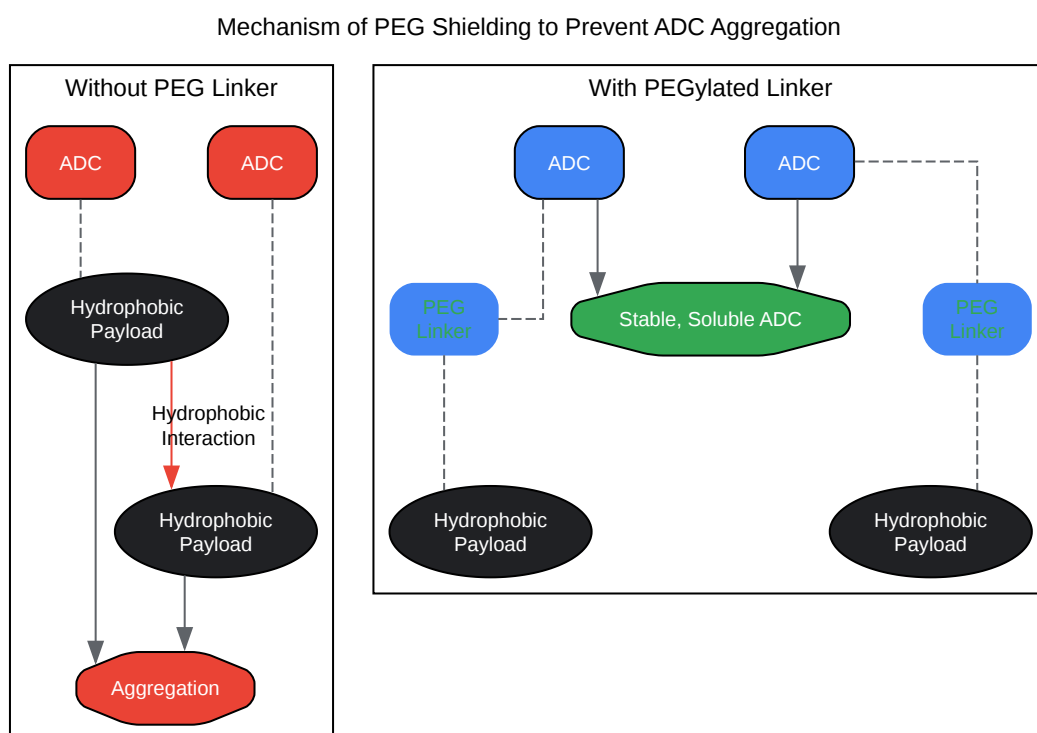 Mechanism of PEG Shielding to Prevent ADC Aggregation
Without PEG Linker
ADC
ADC
Hydrophobic
Payload
Hydrophobic
Interaction
Hydrophobic
Payload
Aggregation
With PEGylated Linker
ADC
ADC
PEG
Linker
Stable, Soluble ADC
PEG
Linker
Hydrophobic
Payload
Hydrophobic
Payload